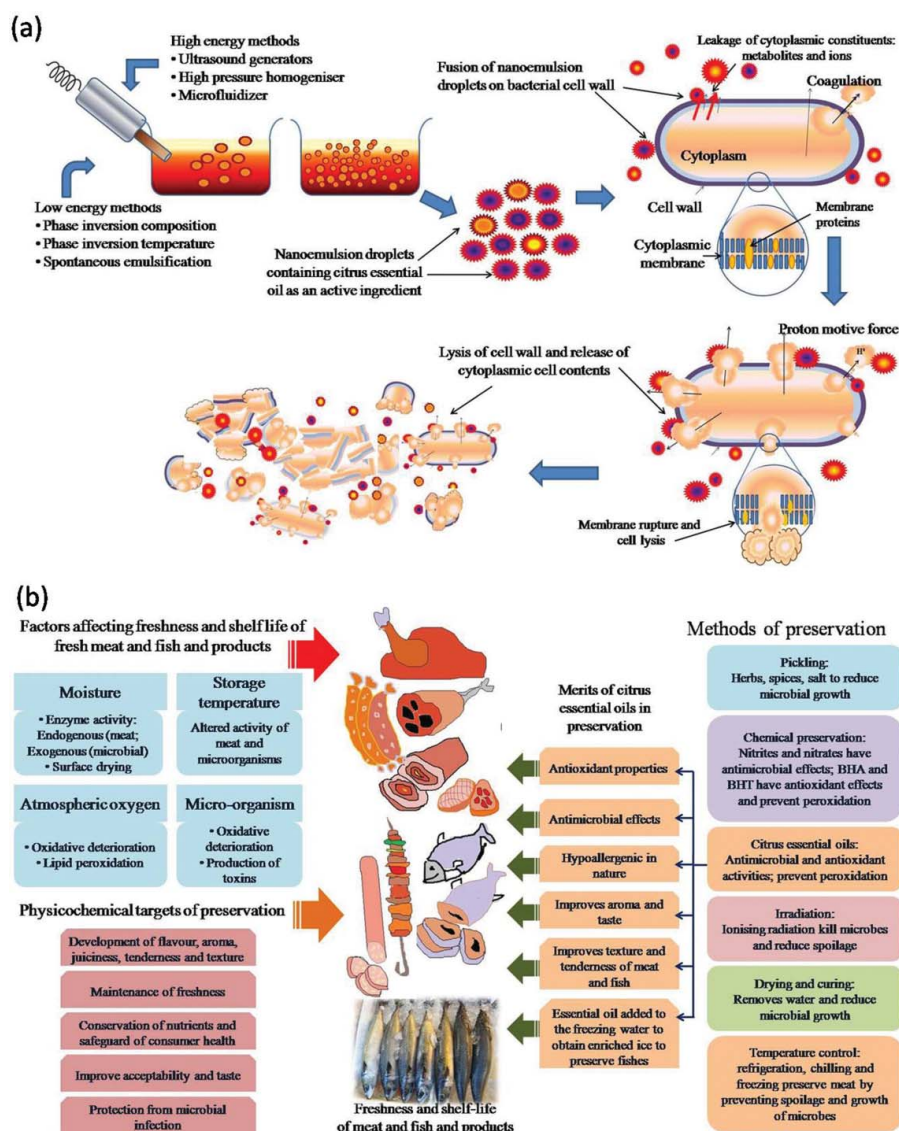 (a)
High energy methods
• Ultrasound generators
• High pressure homogeniser
• Microfluidizer
Low energy methods
• Phase inversion composition
• Phase inversion temperature
• Spontaneous emulsification
Nanoemulsion droplets
containing citrus essential
oil as an active ingredient
Fusion of nanoemulsion
droplets on bacterial cell wall
Leakage of cytoplasmic constituents:
metabolites and ions
Coagulation
Cytoplasm
Cell wall
Membrane
proteins
Cytoplasmic
membrane
Proton motive force
H⁺
Lysis of cell wall and release of
cytoplasmic cell contents
Membrane rupture and
cell lysis
(b)
Factors affecting freshness and shelf life of
fresh meat and fish and products
Moisture
• Enzyme activity:
Endogenous (meat;
Exogenous (microbial)
• Surface drying
Storage
temperature
Altered activity of
meat and
microorganisms
Atmospheric oxygen
• Oxidative deterioration
• Lipid peroxidation
Micro-organism
• Oxidative
deterioration
• Production of
toxins
Physicochemical targets of preservation
Development of flavour, aroma,
juiciness, tenderness and texture
Maintenance of freshness
Conservation of nutrients and
safeguard of consumer health
Improve acceptability and taste
Protection from microbial
infection
Freshness and shelf-life
of meat and fish and products
Merits of citrus
essential oils in
preservation
Antioxidant properties
Antimicrobial effects
Hypoallergenic in
nature
Improves aroma and
taste
Improves texture and
tenderness of meat
and fish
Essential oil added to
the freezing water to
obtain enriched ice to
preserve fishes
Methods of preservation
Pickling:
Herbs, spices, salt to reduce
microbial growth
Chemical preservation:
Nitrites and nitrates have
antimicrobial effects; BHA and
BHT have antioxidant effects
and prevent peroxidation
Citrus essential oils:
Antimicrobial and antioxidant
activities; prevent peroxidation
Irradiation:
Ionising radiation kill microbes
and reduce spoilage
Drying and curing:
Removes water and reduce
microbial growth
Temperature control:
refrigeration, chilling and
freezing preserve meat by
preventing spoilage and growth
of microbes